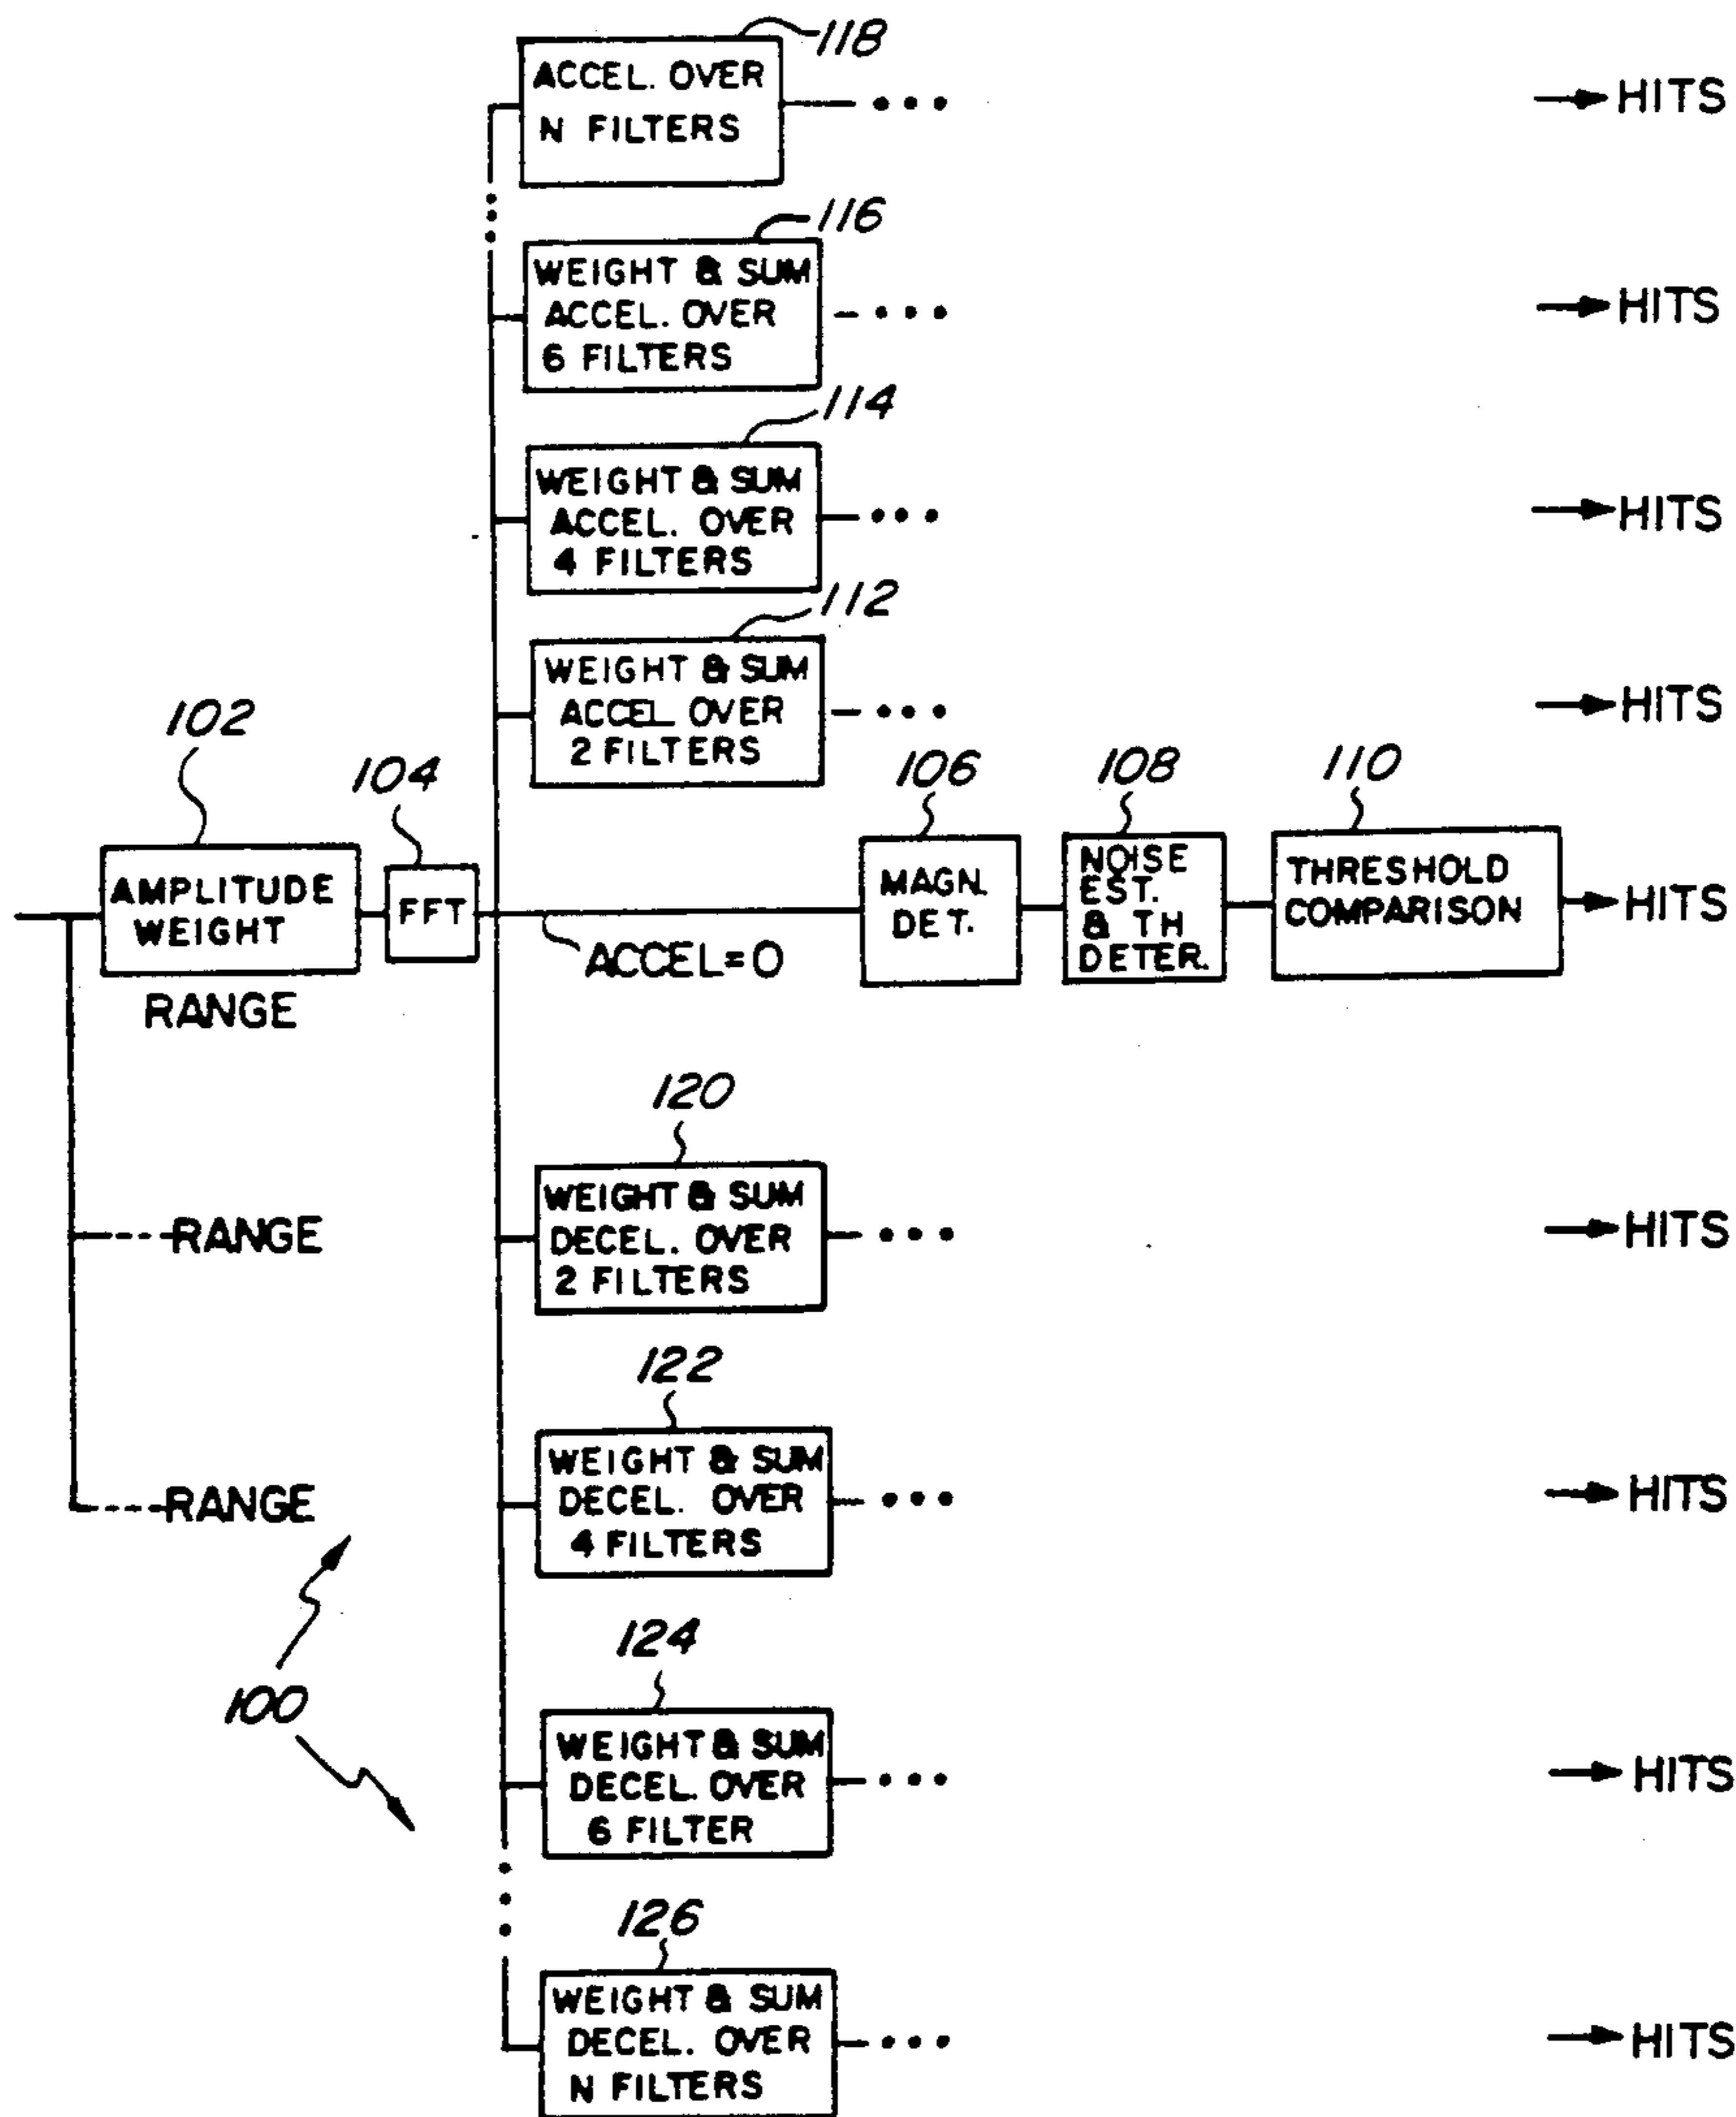 118
ACCEL. OVER
N FILTERS
→ HITS
116
WEIGHT & SUM
ACCEL. OVER
6 FILTERS
→ HITS
114
WEIGHT & SUM
ACCEL. OVER
4 FILTERS
→ HITS
112
WEIGHT & SUM
ACCEL OVER
2 FILTERS
→ HITS
102
AMPLITUDE
WEIGHT
RANGE
104
FFT
ACCEL=0
106
MAGN.
DET.
108
NOISE
EST.
& TH
DETER.
110
THRESHOLD
COMPARISON
→ HITS
120
WEIGHT & SUM
DECEL. OVER
2 FILTERS
→ HITS
RANGE
122
WEIGHT & SUM
DECEL. OVER
4 FILTERS
→ HITS
RANGE
100
124
WEIGHT & SUM
DECEL. OVER
6 FILTER
→ HITS
126
WEIGHT & SUM
DECEL. OVER
N FILTERS
→ HITS